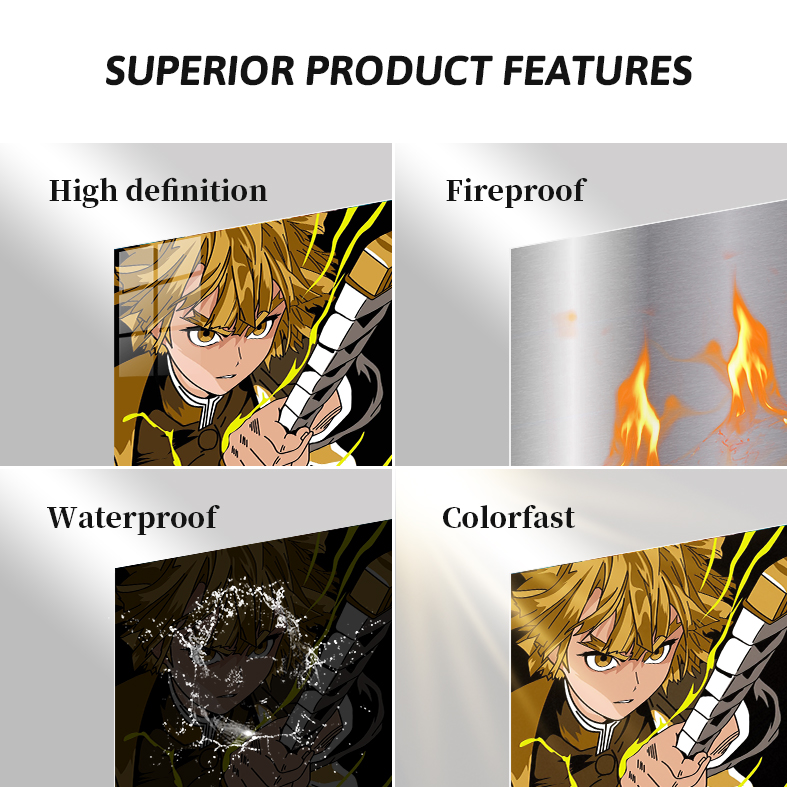 SUPERIOR PRODUCT FEATURES
High definition
Fireproof
Waterproof
Colorfast